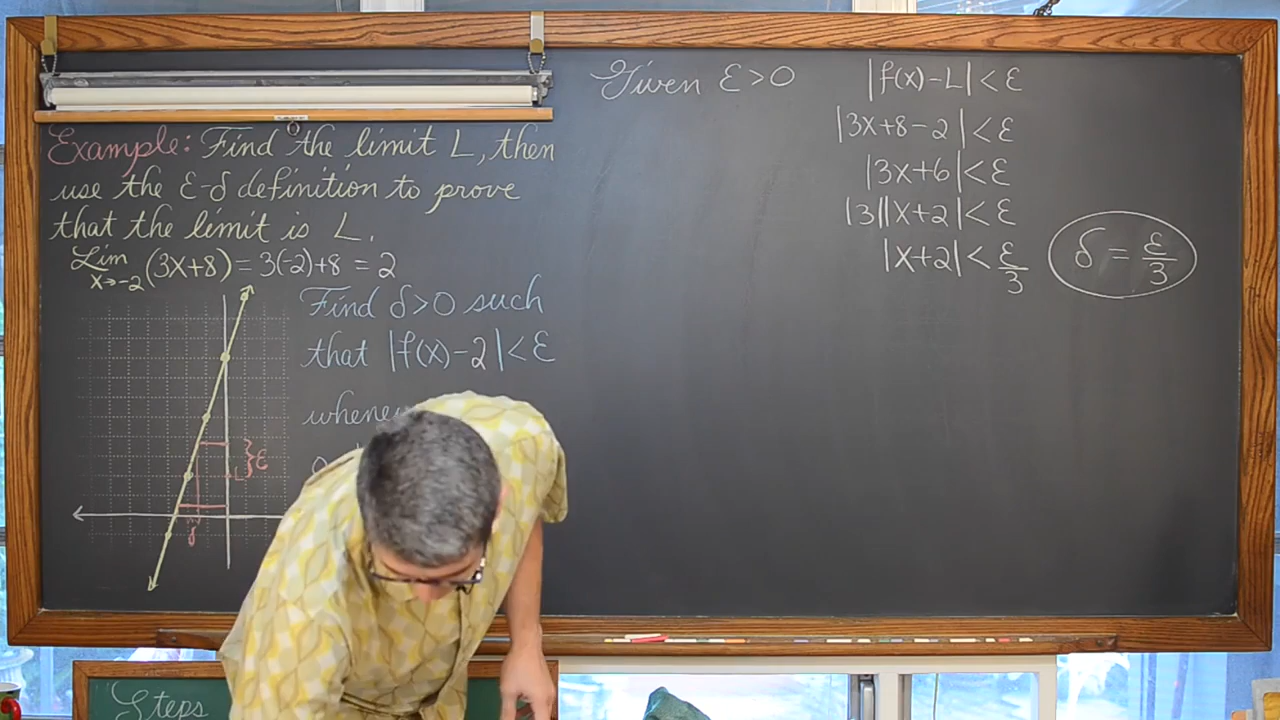 Example: Find the limit L, then
use the ε-δ definition to prove
that the limit is L.
Lim (3x+8) = 3(-2)+8 = 2
x→-2
Find δ>0 such
that |f(x)-2|<ε
L
}ε
δ
Given ε>0
|f(x)-L|<ε
|3x+8-2|<ε
|3x+6|<ε
|3||x+2|<ε
|x+2|<ε/3
δ = ε/3
Steps